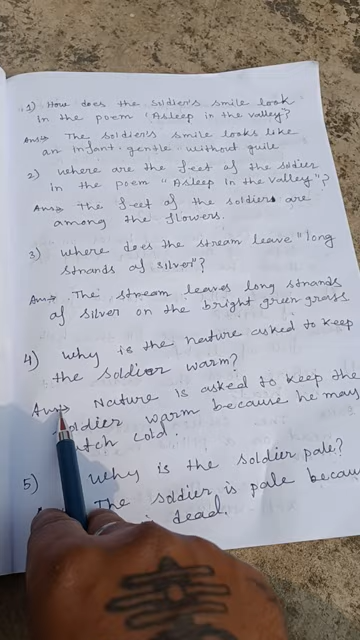 1) How does the soldier's smile look
in the poem "Asleep in the valley?
Ans→ The soldier's smile looks like
an infant - gentle, without guile
2) Where are the feet of the soldier
in the poem "Asleep In the valley"?
Ans→ The feet of the soldiers are
among the flowers.
3) Where does the stream leave "long
strands of silver"?
Ans→ The stream leaves long strands
of silver on the bright green grass
4) Why is the nature asked to keep
the soldier warm?
Ans→ Nature is asked to keep the
soldier warm because he may
catch cold.
5) Why is the soldier pale?
The soldier is pale becau
dead.